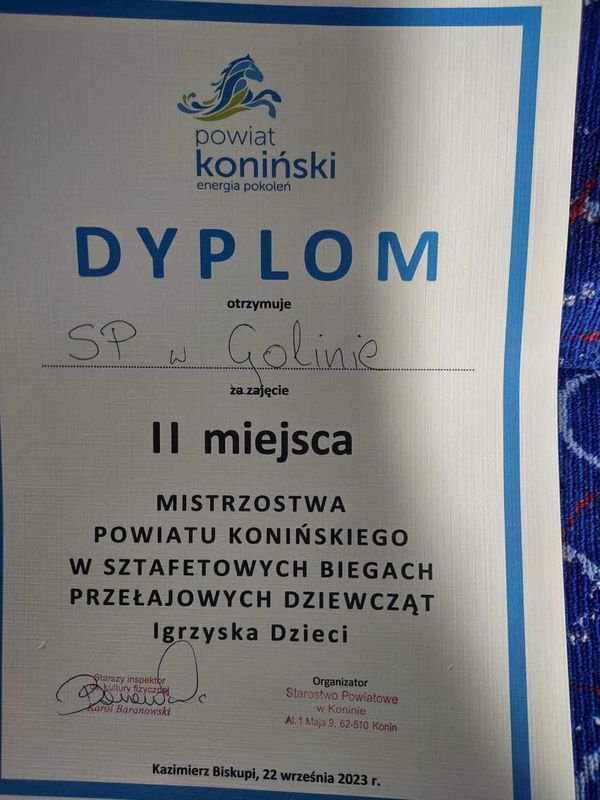 powiat
koniński
energia pokoleń
DYPLOM
otrzymuje
SP w Golinie
za zajęcie
II miejsca
MISTRZOSTWA
POWIATU KONIŃSKIEGO
W SZTAFETOWYCH BIEGACH
PRZEŁAJOWYCH DZIEWCZĄT
Igrzyska Dzieci
Starszy inspektor
ds. kultury fizycznej
Karol Baranowski
Organizator
Starostwo Powiatowe
w Koninie
Al. 1 Maja 9, 62-510 Konin
Kazimierz Biskupi, 22 września 2023 r.